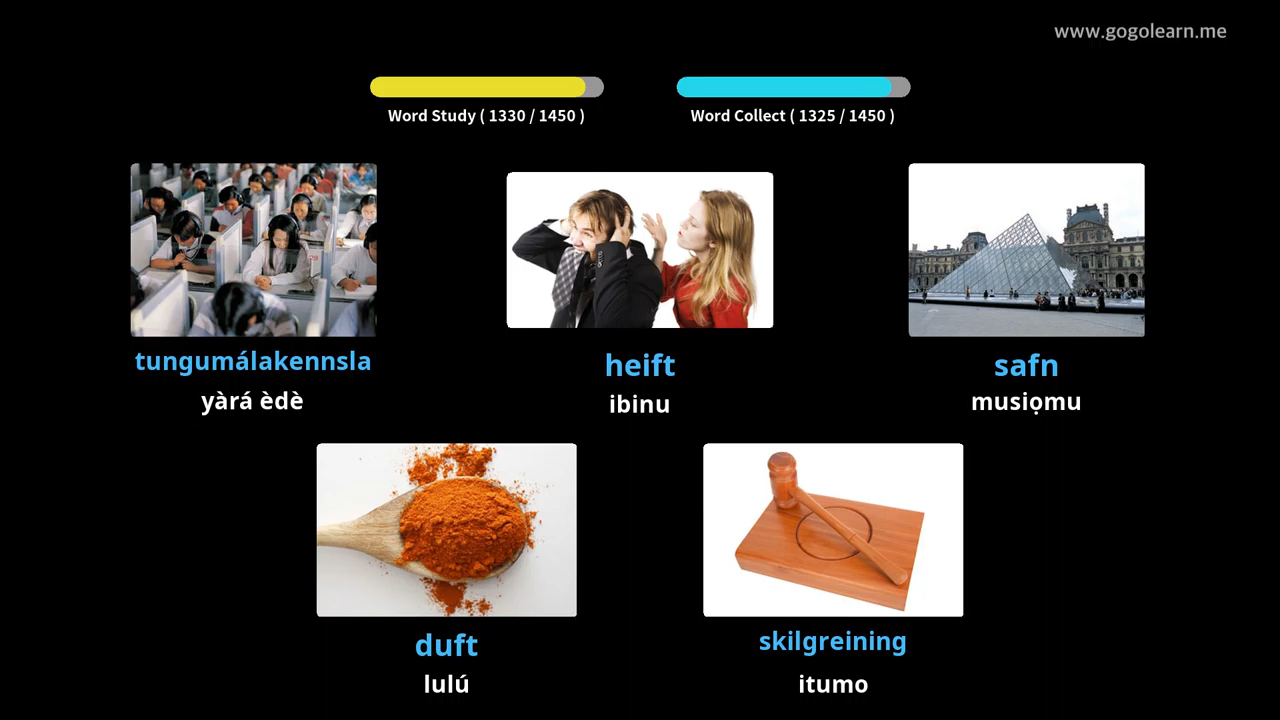 www.gogolearn.me
Word Study ( 1330 / 1450 )
Word Collect ( 1325 / 1450 )
tungumálakennsla
yàrá èdè
heift
ibinu
safn
musiọmu
duft
lulú
skilgreining
itumo